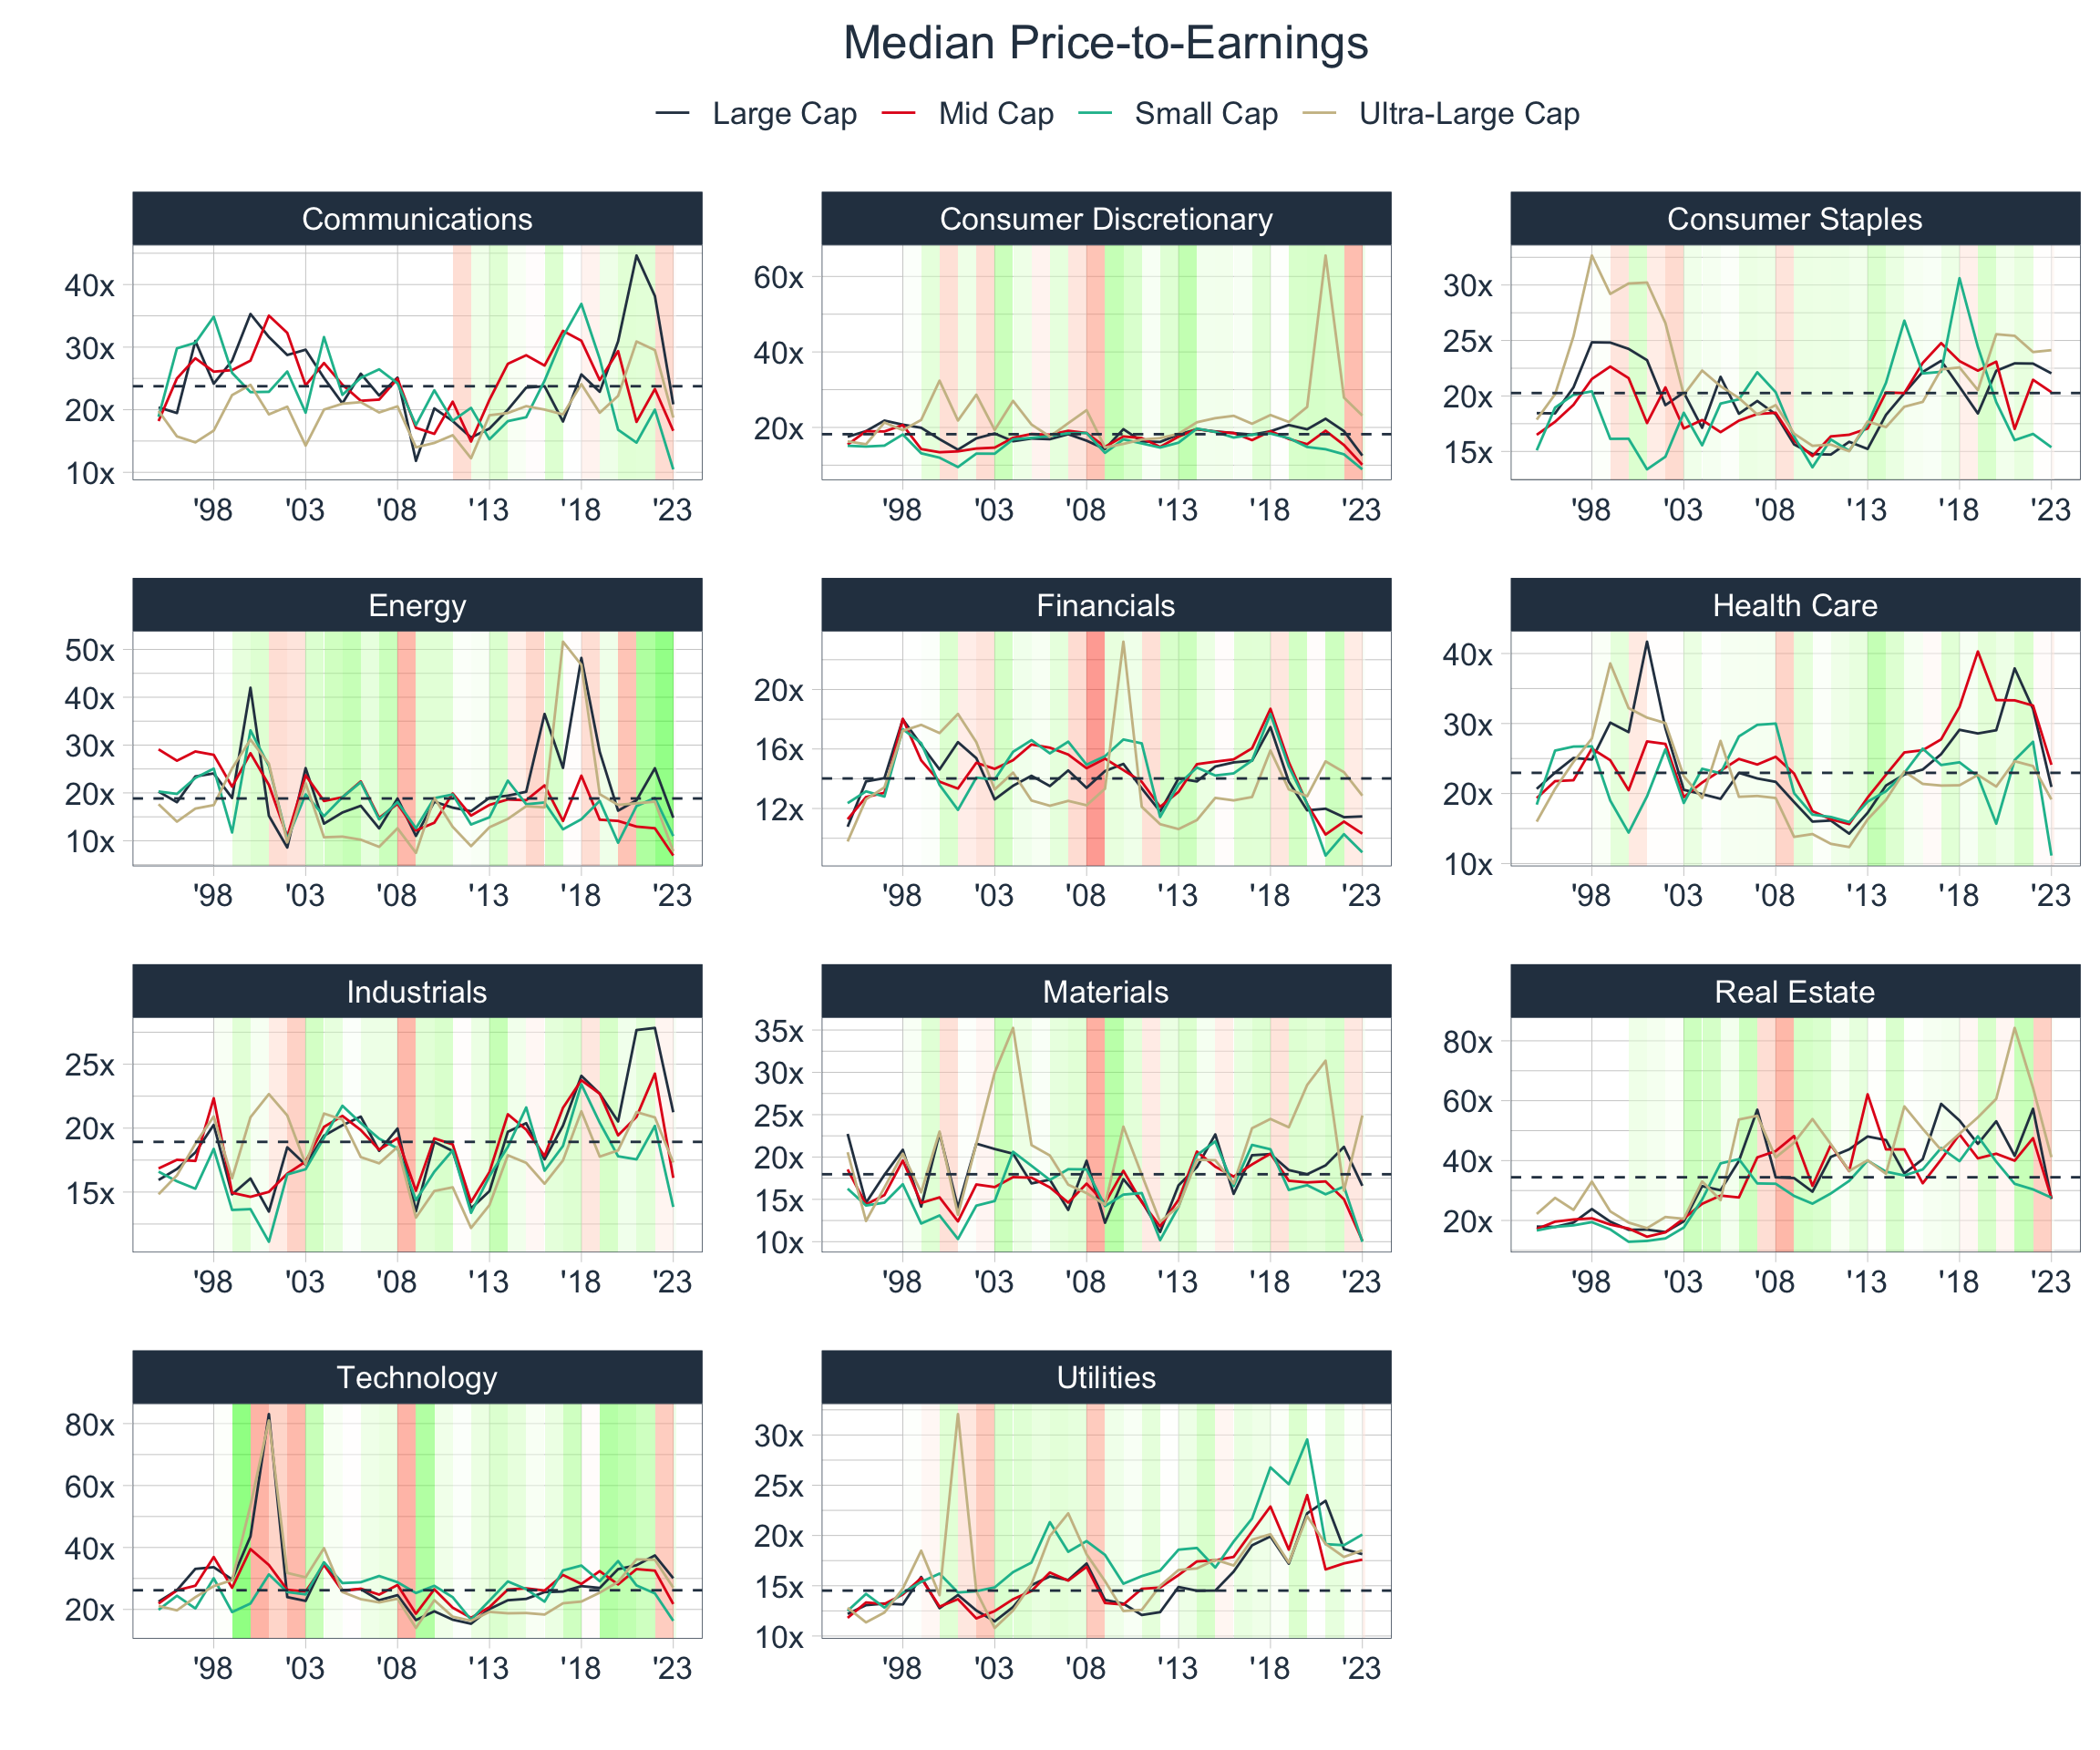 Median Price-to-Earnings
Large Cap Mid Cap Small Cap Ultra-Large Cap
Communications
40x
30x
20x
10x
'98 '03 '08 '13 '18 '23
Consumer Discretionary
60x
40x
20x
'98 '03 '08 '13 '18 '23
Consumer Staples
30x
25x
20x
15x
'98 '03 '08 '13 '18 '23
Energy
50x
40x
30x
20x
10x
'98 '03 '08 '13 '18 '23
Financials
20x
16x
12x
'98 '03 '08 '13 '18 '23
Health Care
40x
30x
20x
10x
'98 '03 '08 '13 '18 '23
Industrials
25x
20x
15x
'98 '03 '08 '13 '18 '23
Materials
35x
30x
25x
20x
15x
10x
'98 '03 '08 '13 '18 '23
Real Estate
80x
60x
40x
20x
'98 '03 '08 '13 '18 '23
Technology
80x
60x
40x
20x
'98 '03 '08 '13 '18 '23
Utilities
30x
25x
20x
15x
10x
'98 '03 '08 '13 '18 '23